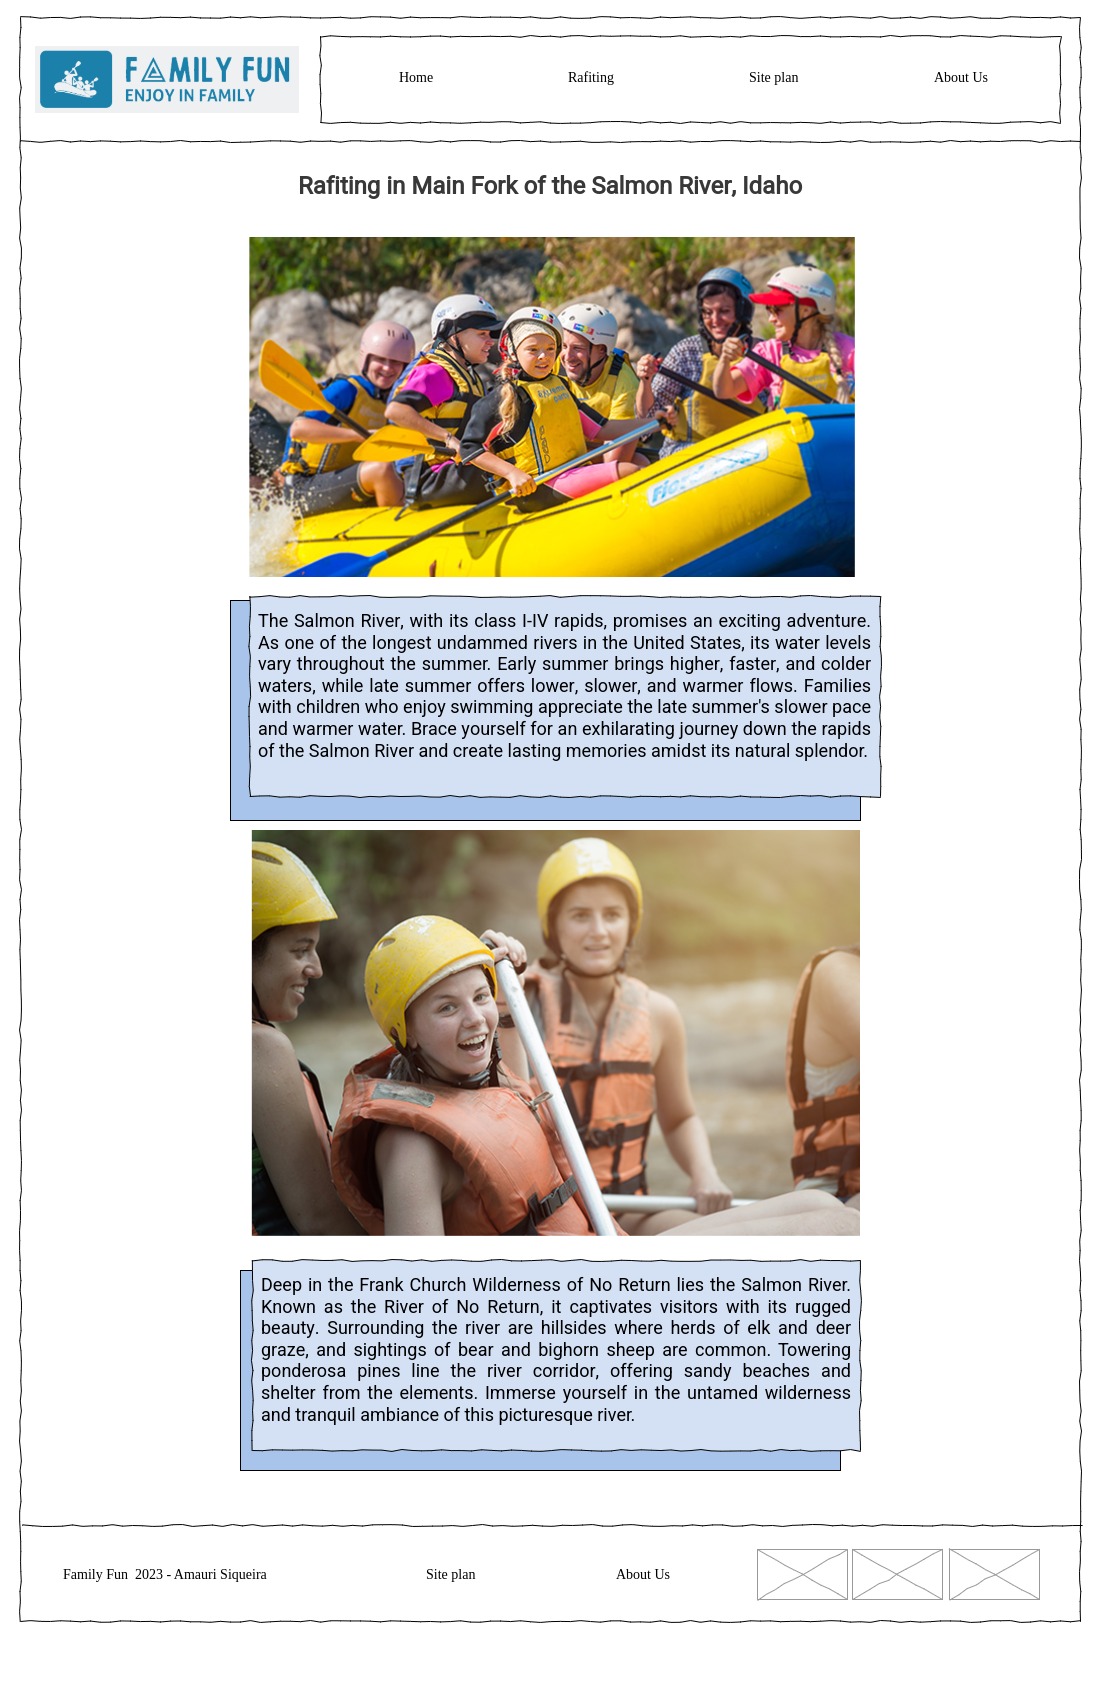 FAMILY FUN
ENJOY IN FAMILY
Home
Rafiting
Site plan
About Us
Rafiting in Main Fork of the Salmon River, Idaho
The Salmon River, with its class I-IV rapids, promises an exciting adventure.
As one of the longest undammed rivers in the United States, its water levels
vary throughout the summer. Early summer brings higher, faster, and colder
waters, while late summer offers lower, slower, and warmer flows. Families
with children who enjoy swimming appreciate the late summer's slower pace
and warmer water. Brace yourself for an exhilarating journey down the rapids
of the Salmon River and create lasting memories amidst its natural splendor.
Deep in the Frank Church Wilderness of No Return lies the Salmon River.
Known as the River of No Return, it captivates visitors with its rugged
beauty. Surrounding the river are hillsides where herds of elk and deer
graze, and sightings of bear and bighorn sheep are common. Towering
ponderosa pines line the river corridor, offering sandy beaches and
shelter from the elements. Immerse yourself in the untamed wilderness
and tranquil ambiance of this picturesque river.
Family Fun  2023 - Amauri Siqueira
Site plan
About Us